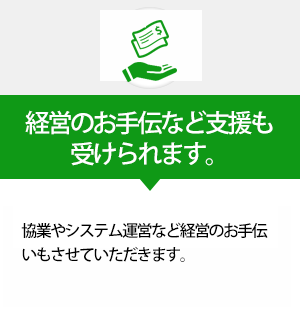 $
経営のお手伝など支援も
受けられます。
協業やシステム運営など経営のお手伝
いもさせていただきます。